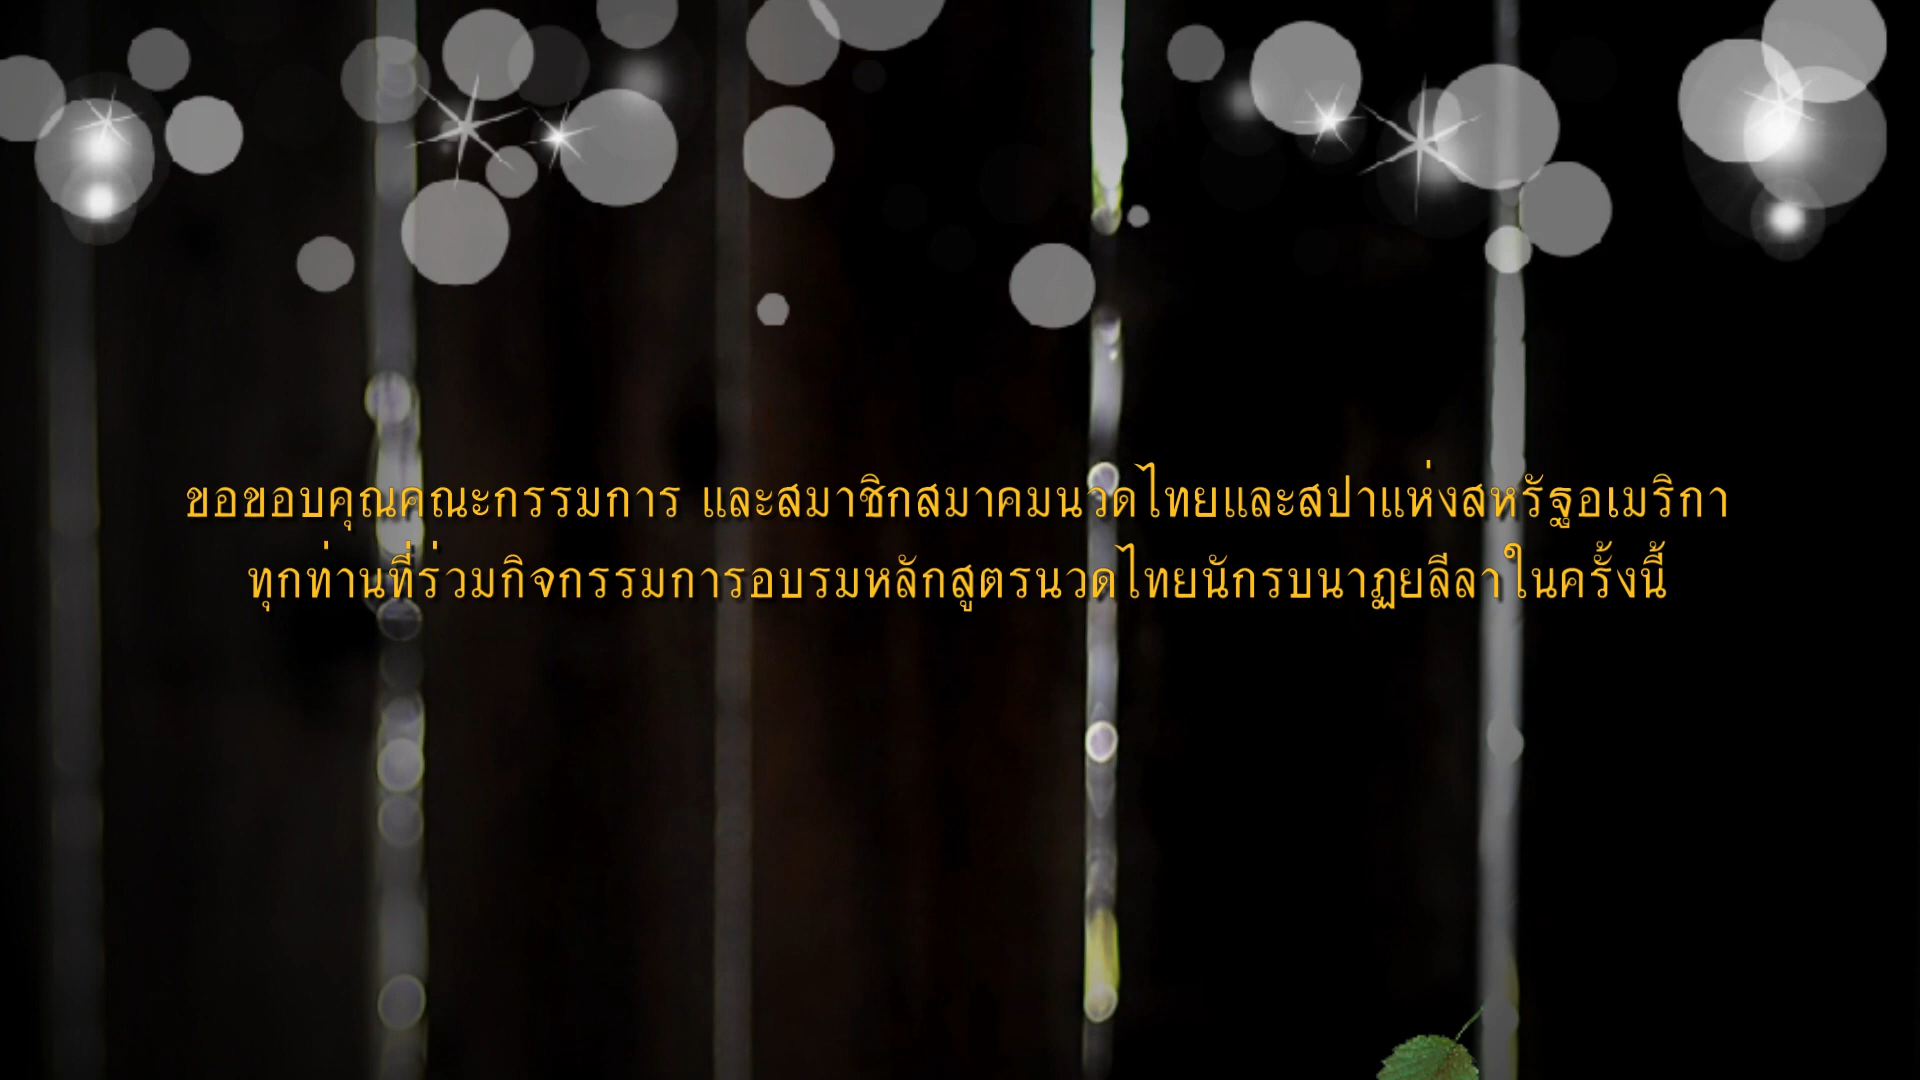 ขอขอบคุณคณะกรรมการ และสมาชิกสมาคมนวดไทยและสปาแห่งสหรัฐอเมริกา
ทุกท่านที่ร่วมกิจกรรมการอบรมหลักสูตรนวดไทยนักรบนาฏยลีลาในครั้งนี้